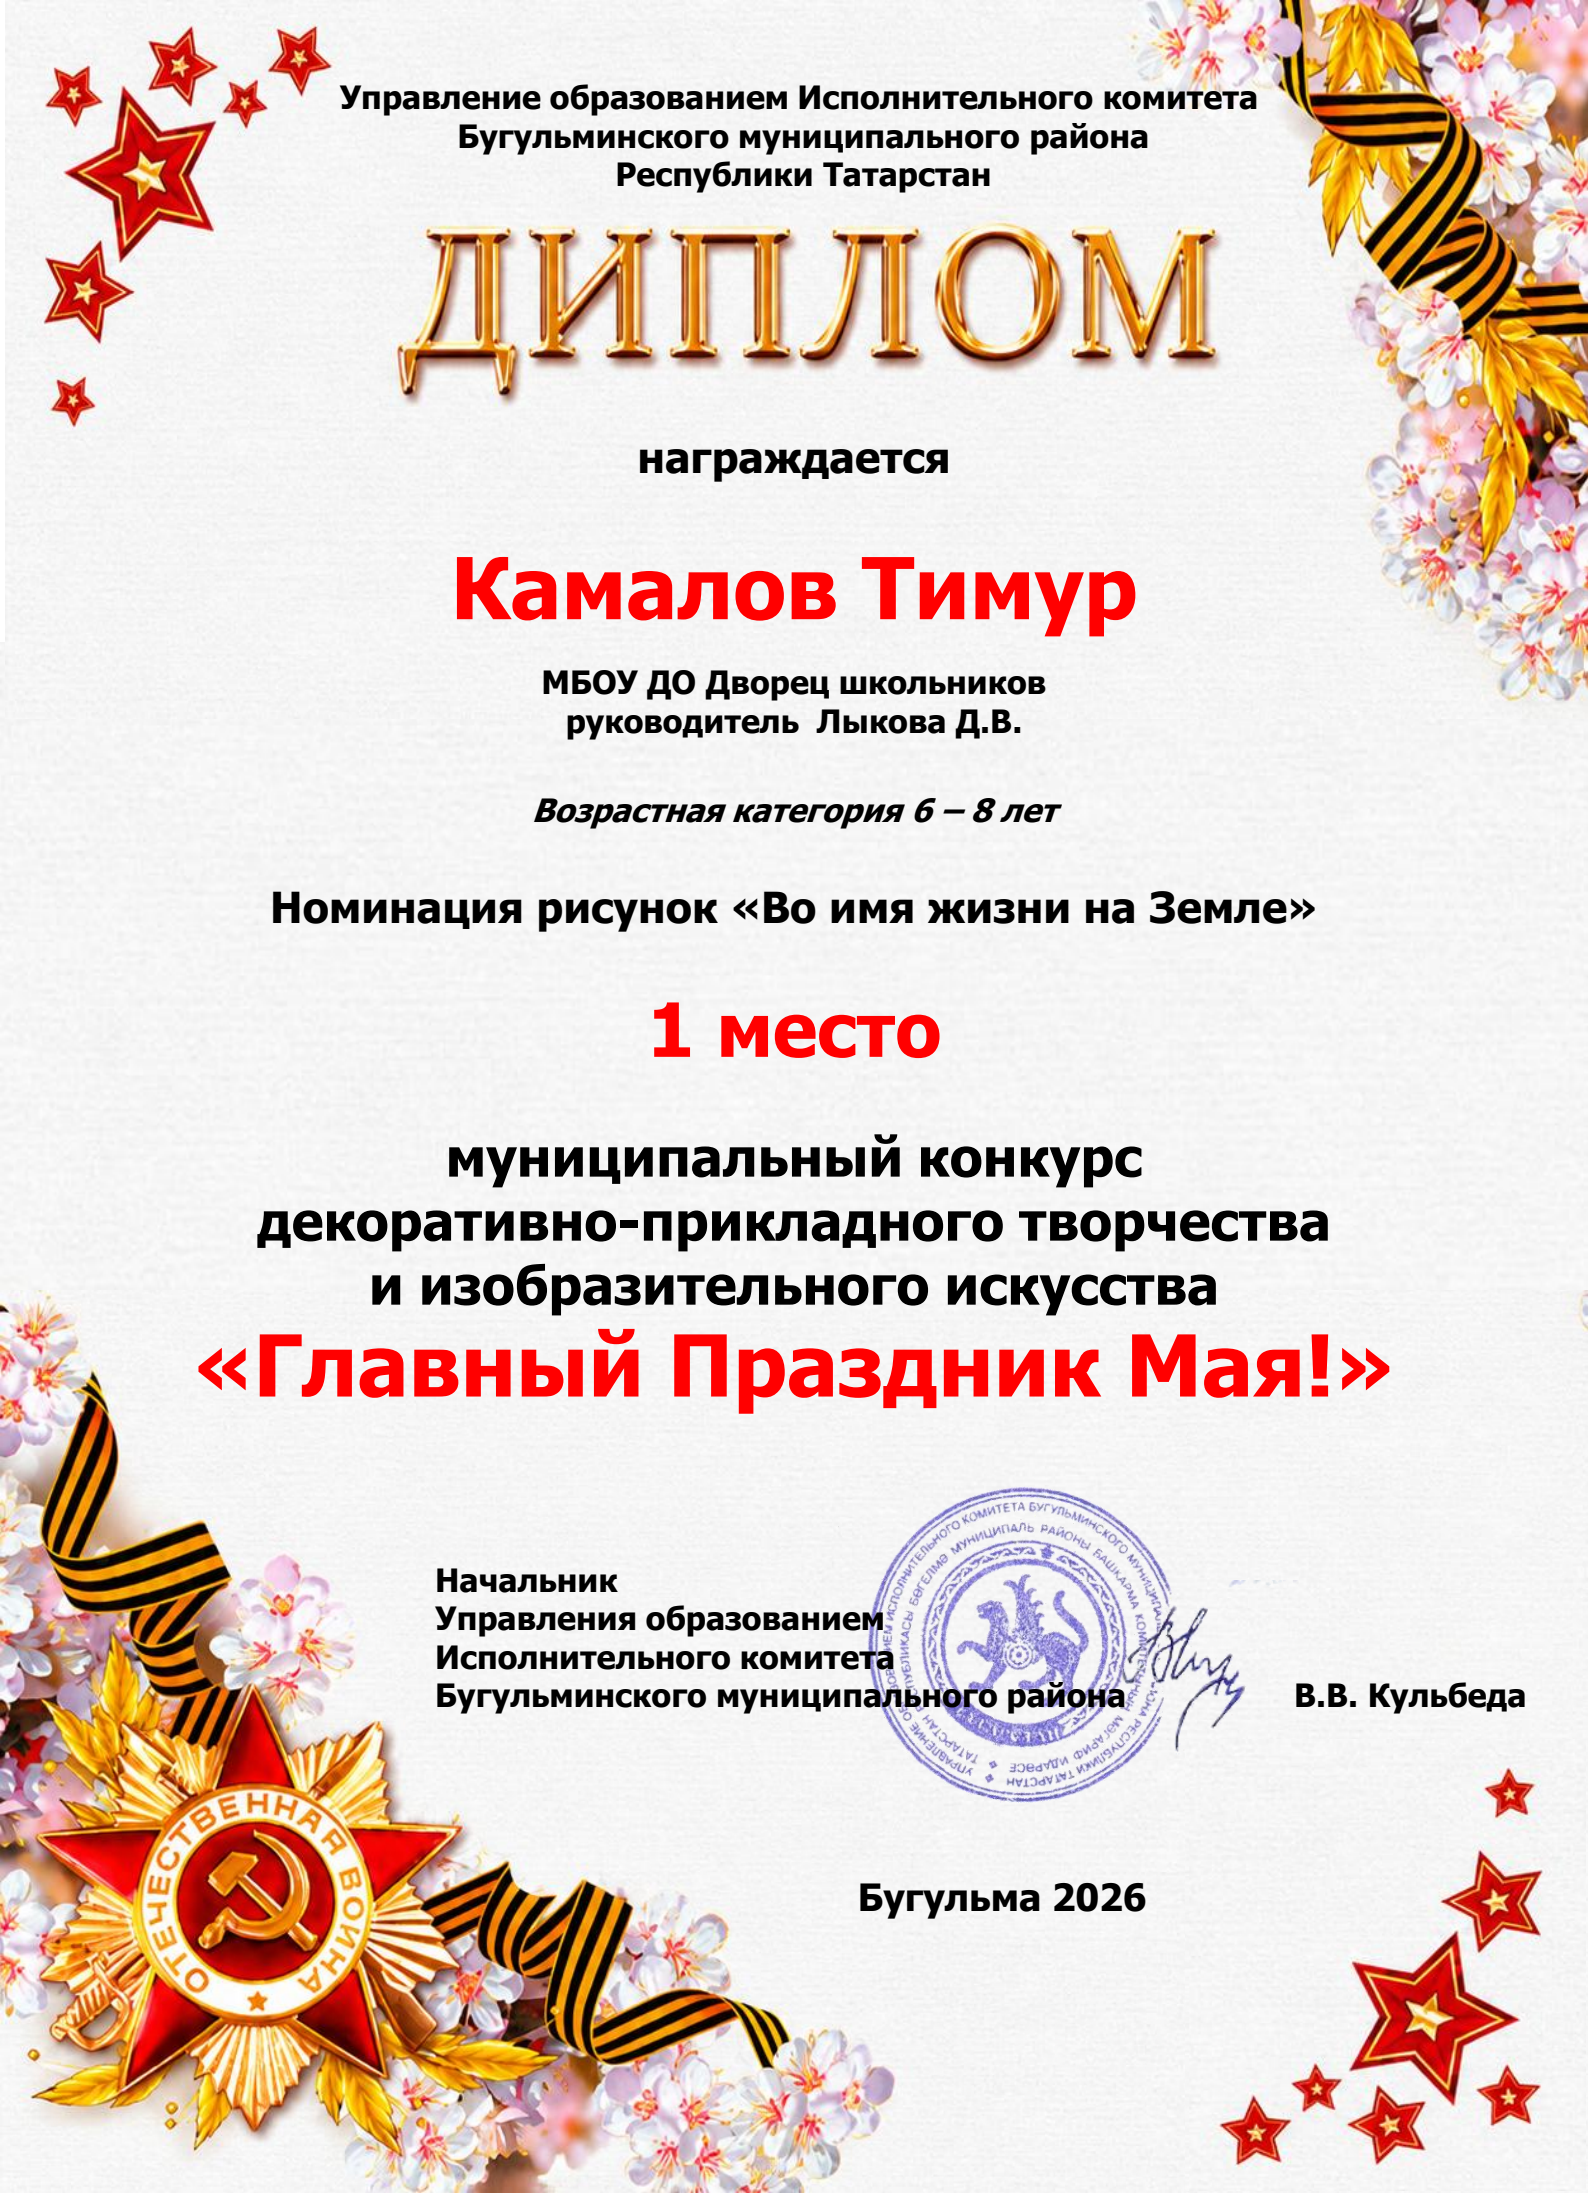 Управление образованием Исполнительного комитета
Бугульминского муниципального района
Республики Татарстан
ДИПЛОМ
награждается
Камалов Тимур
МБОУ ДО Дворец школьников
руководитель Лыкова Д.В.
Возрастная категория 6 – 8 лет
Номинация рисунок «Во имя жизни на Земле»
1 место
муниципальный конкурс
декоративно-прикладного творчества
и изобразительного искусства
«Главный Праздник Мая!»
Начальник
Управления образованием
Исполнительного комитета
Бугульминского муниципального района В.В. Кульбеда
ОТЕЧЕСТВЕННАЯ ВОЙНА
Бугульма 2026